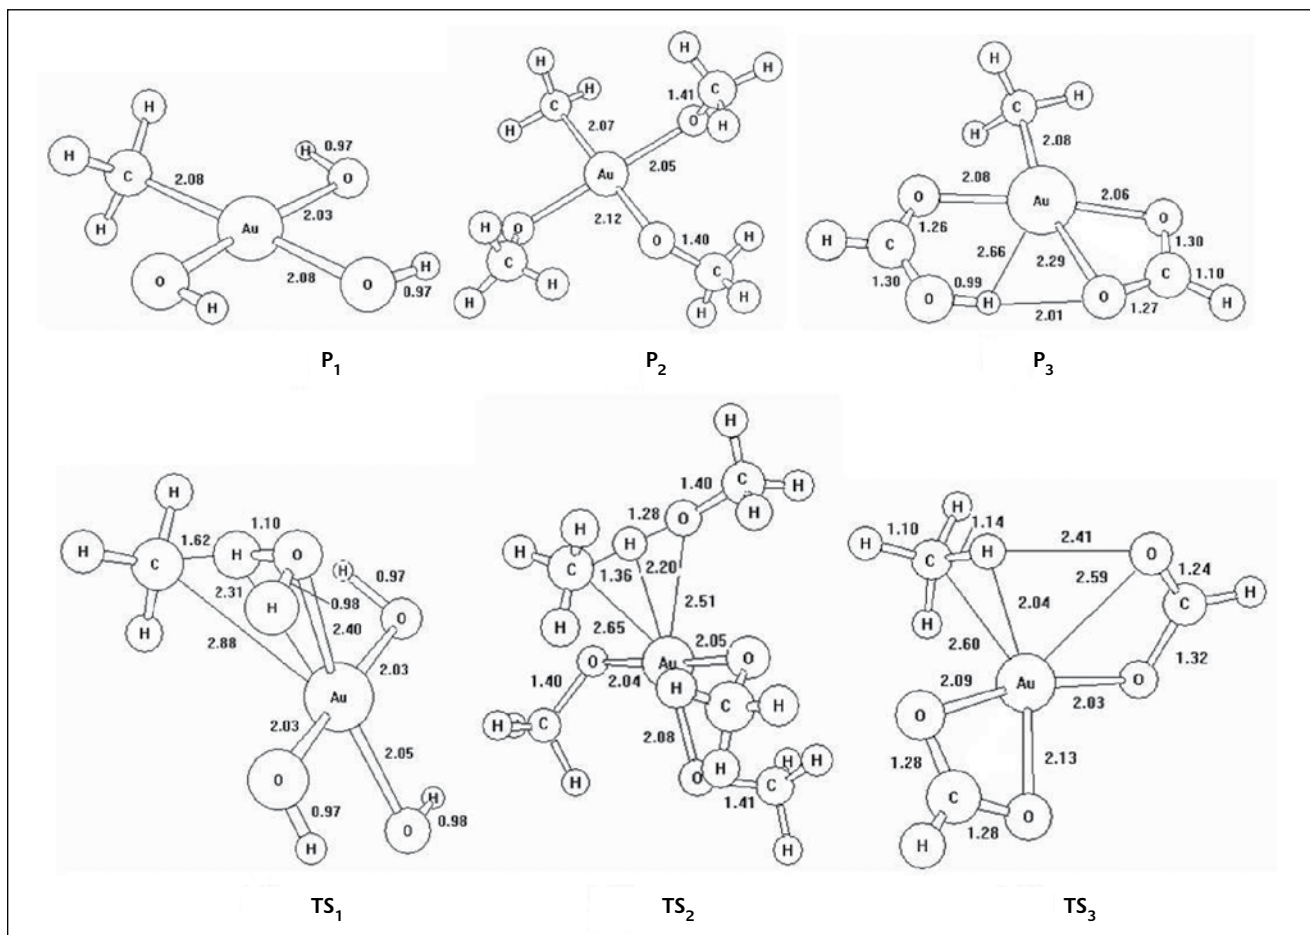 H
H
C
H
2.08
H
0.97
O
2.03
Au
O
H
2.08
O
H
0.97
P1
H
H
C
H
2.07
H
H
1.41
C
O
H
2.05
Au
2.12
H
O
C
H
H
O
1.40
H
C
H
H
P2
H
C
H
H
2.08
O
2.08
Au
2.06
O
H
C
1.26
2.66
2.29
1.30
C
1.10
H
1.30
O
0.99
H
2.01
O
1.27
P3
H
1.10
H
1.62
C
H
O
H
0.97
2.31
H
0.98
O
H
2.88
2.40
2.03
Au
2.03
2.05
O
0.97
H
O
H
0.98
TS1
H
1.40
C
H
O
H
1.28
H
H
H
C
1.36
2.20
H
2.51
2.65
2.05
O
Au
O
2.04
1.40
H
C
H
H
C
H
2.08
H
O
H
H
C
1.41
H
H
TS2
H
1.10
1.14
H
C
H
2.41
O
1.24
H
2.59
C
H
2.04
2.60
1.32
2.09
Au
O
2.03
O
2.13
1.28
C
O
H
1.28
TS3